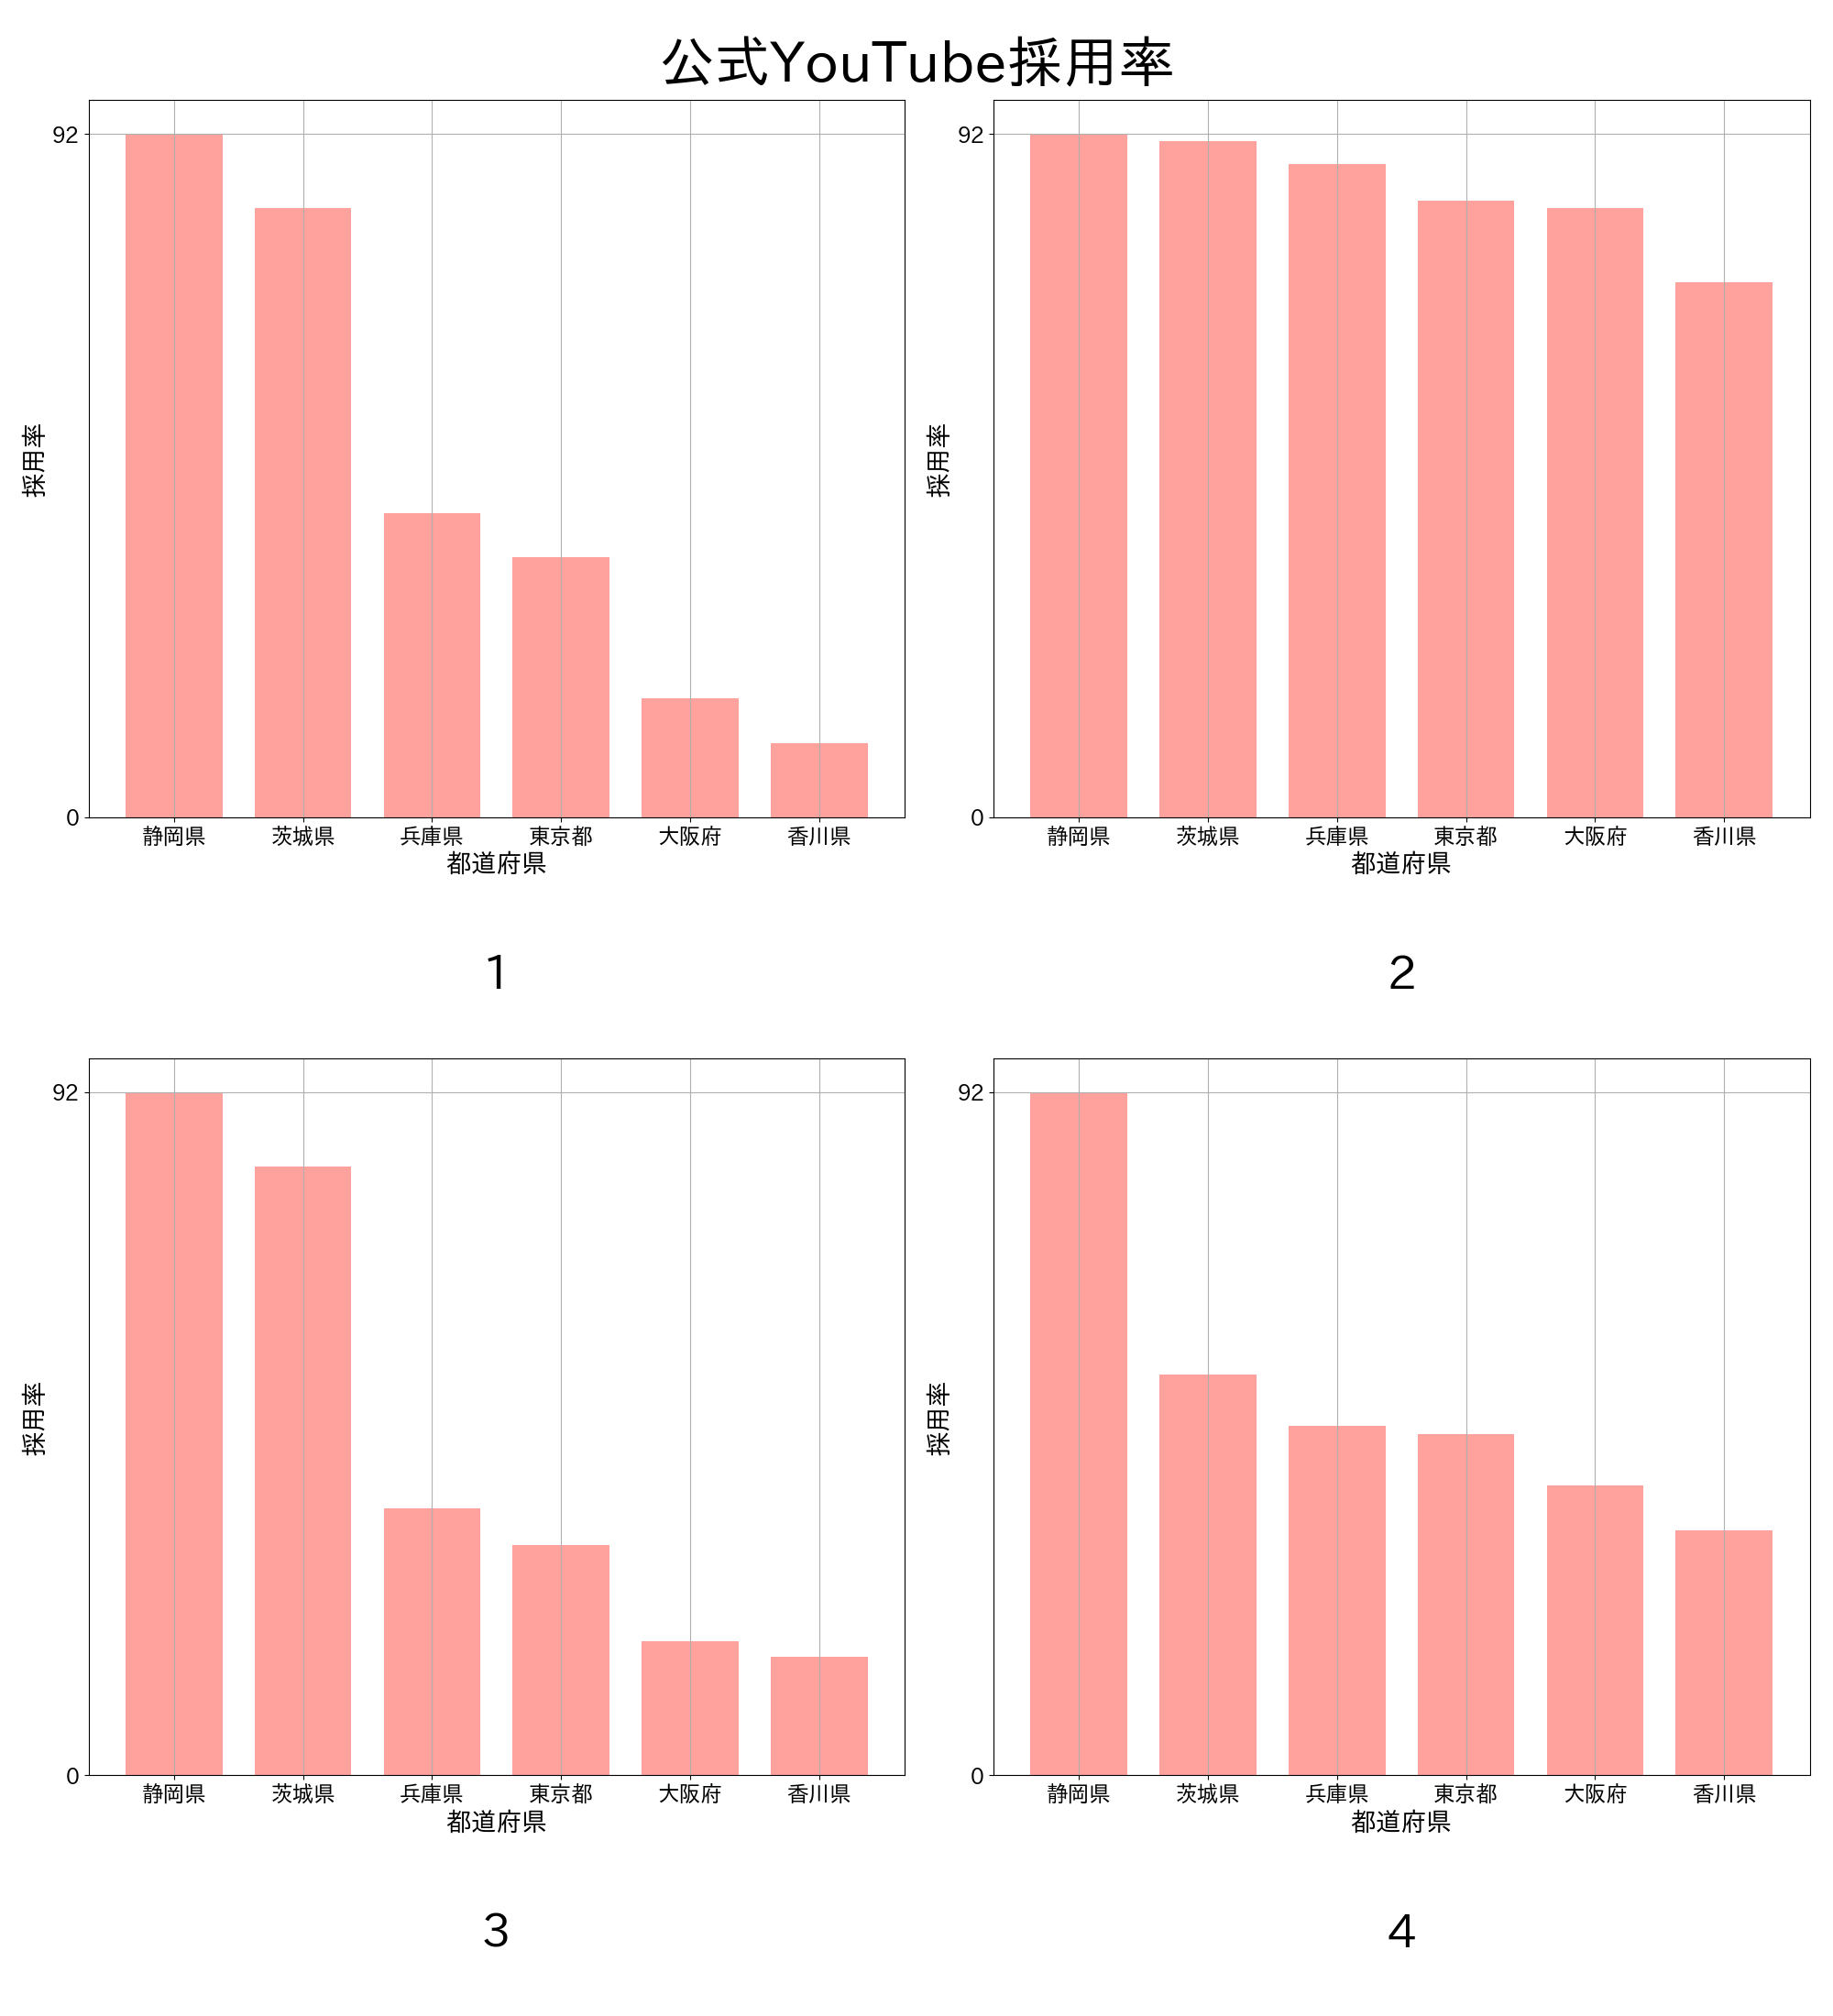 公式YouTube採用率
92
採用率
0
静岡県 茨城県 兵庫県 東京都 大阪府 香川県
都道府県
1
92
採用率
0
静岡県 茨城県 兵庫県 東京都 大阪府 香川県
都道府県
2
92
採用率
0
静岡県 茨城県 兵庫県 東京都 大阪府 香川県
都道府県
3
92
採用率
0
静岡県 茨城県 兵庫県 東京都 大阪府 香川県
都道府県
4